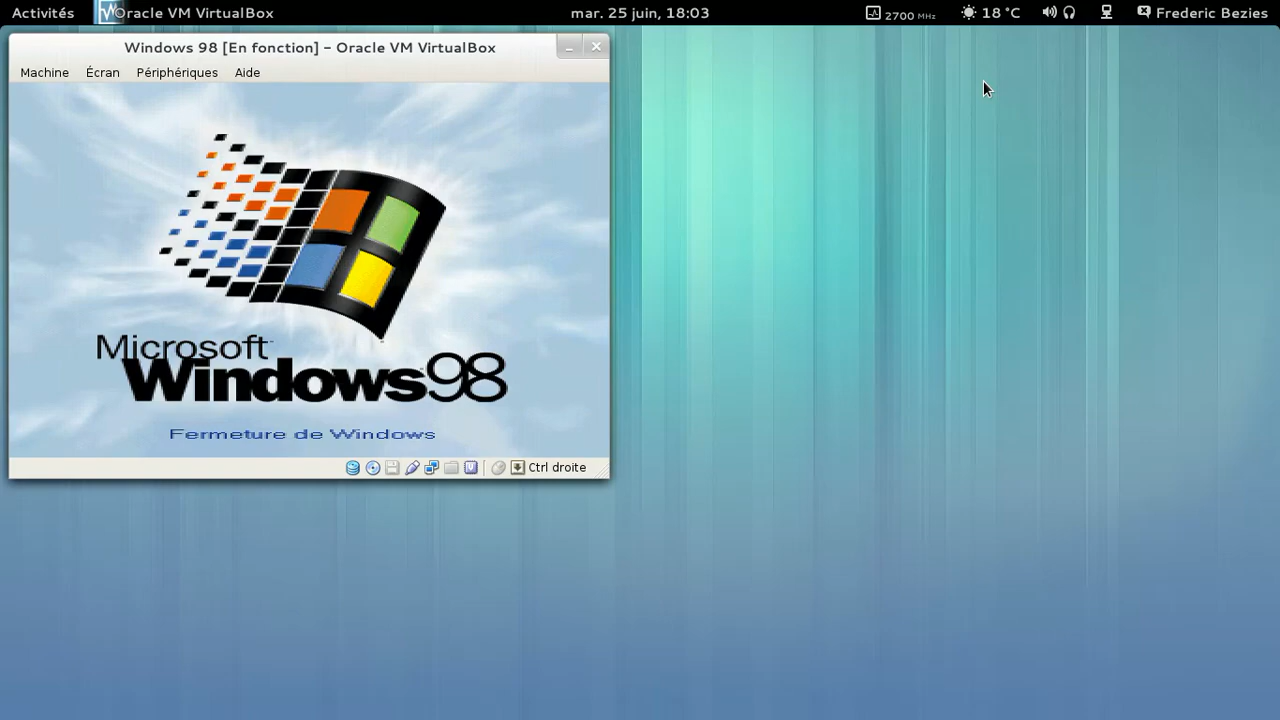 Activités
Oracle VM VirtualBox
mar. 25 juin, 18:03
2700 MHz
18 °C
Frederic Bezies
Windows 98 [En fonction] - Oracle VM VirtualBox
Machine Écran Périphériques Aide
Microsoft
Windows98
Fermeture de Windows
Ctrl droite